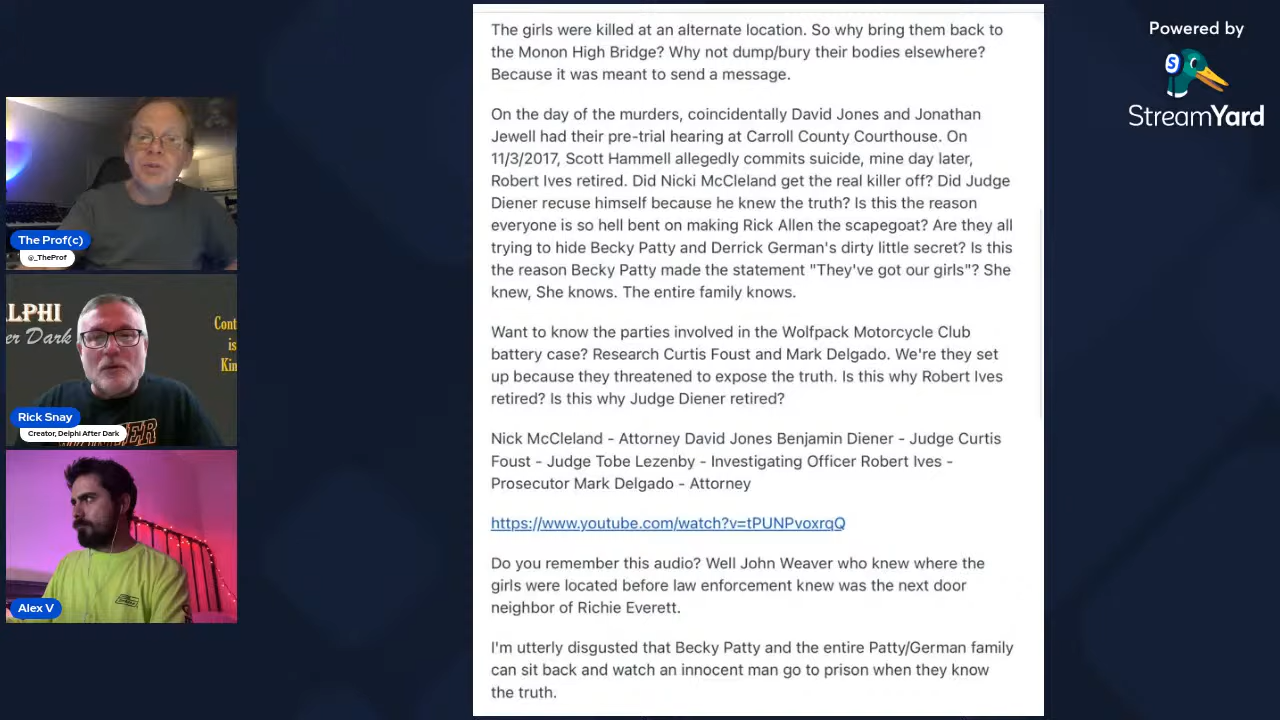 The girls were killed at an alternate location. So why bring them back to
the Monon High Bridge? Why not dump/bury their bodies elsewhere?
Because it was meant to send a message.
On the day of the murders, coincidentally David Jones and Jonathan
Jewell had their pre-trial hearing at Carroll County Courthouse. On
11/3/2017, Scott Hammell allegedly commits suicide, mine day later,
Robert Ives retired. Did Nicki McCleland get the real killer off? Did Judge
Diener recuse himself because he knew the truth? Is this the reason
everyone is so hell bent on making Rick Allen the scapegoat? Are they all
trying to hide Becky Patty and Derrick German's dirty little secret? Is this
the reason Becky Patty made the statement "They've got our girls"? She
knew, She knows. The entire family knows.
Want to know the parties involved in the Wolfpack Motorcycle Club
battery case? Research Curtis Foust and Mark Delgado. We're they set
up because they threatened to expose the truth. Is this why Robert Ives
retired? Is this why Judge Diener retired?
Nick McCleland - Attorney David Jones Benjamin Diener - Judge Curtis
Foust - Judge Tobe Lezenby - Investigating Officer Robert Ives -
Prosecutor Mark Delgado - Attorney
https://www.youtube.com/watch?v=tPUNPvoxrqQ
Do you remember this audio? Well John Weaver who knew where the
girls were located before law enforcement knew was the next door
neighbor of Richie Everett.
I'm utterly disgusted that Becky Patty and the entire Patty/German family
can sit back and watch an innocent man go to prison when they know
the truth.
Powered by
S
StreamYard
The Prof(c)
@_TheProf
ELPHI
er Dark
Cont
is
Kin
Rick Snay
Creator, Delphi After Dark
Alex V